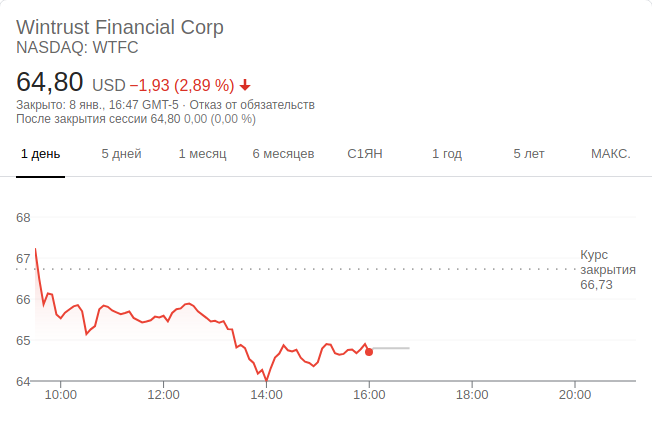 Wintrust Financial Corp
NASDAQ: WTFC
64,80 USD −1,93 (2,89 %)
Закрыто: 8 янв., 16:47 GMT-5 · Отказ от обязательств
После закрытия сессии 64,80 0,00 (0,00 %)
1 день 5 дней 1 месяц 6 месяцев С1ЯН 1 год 5 лет МАКС.
68
67
66
65
64
Курс
закрытия
66,73
10:00 12:00 14:00 16:00 18:00 20:00